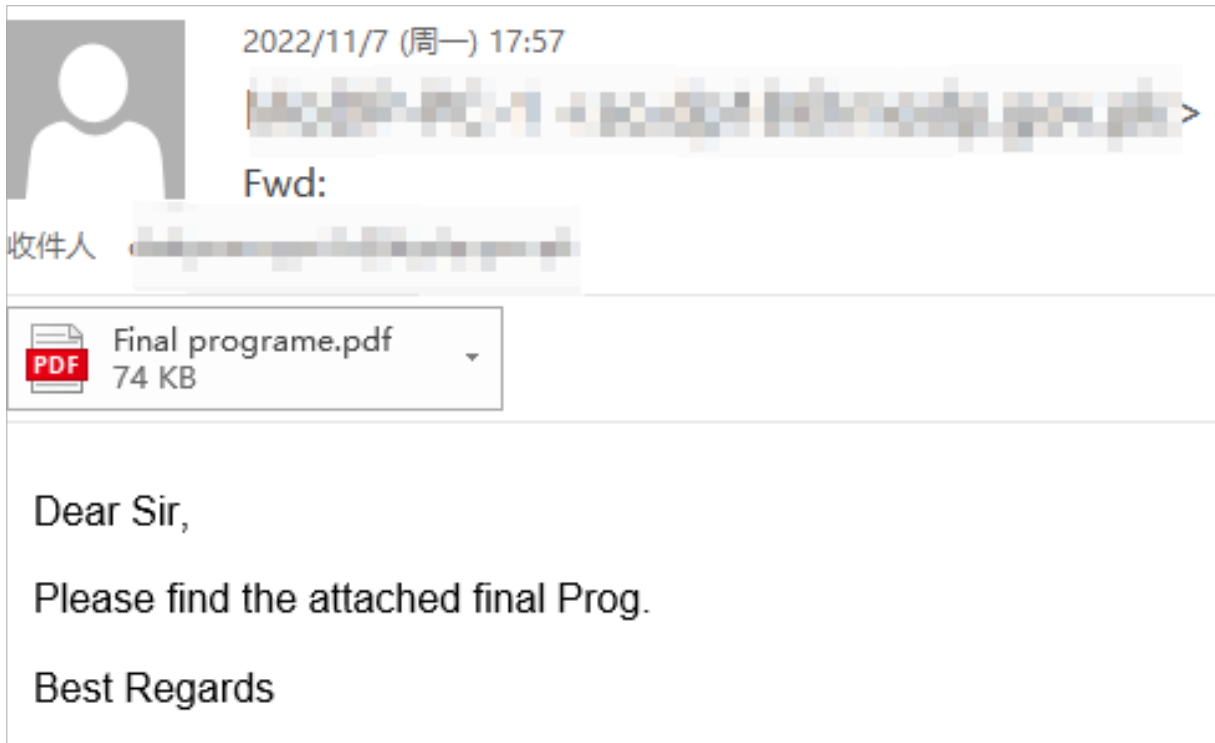 2022/11/7 (周一) 17:57
>
Fwd:
收件人
Final programe.pdf
PDF
74 KB
Dear Sir,
Please find the attached final Prog.
Best Regards